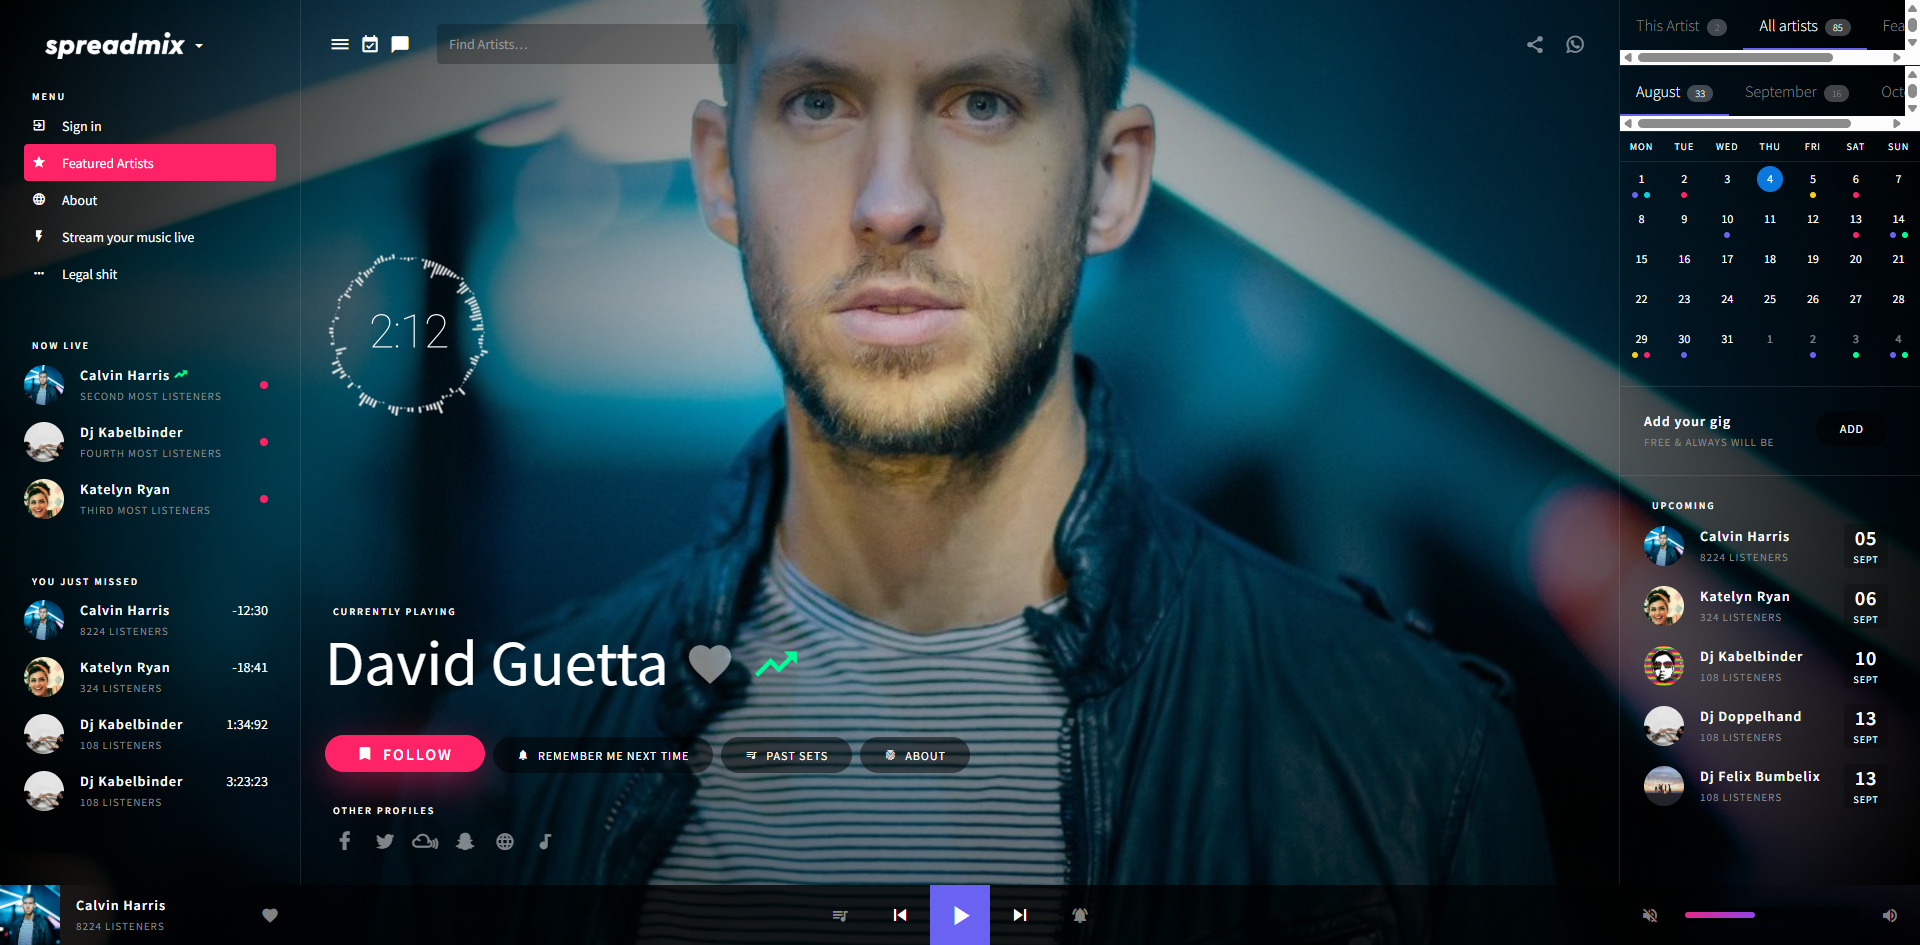 spreadmix
MENU
Sign in
Featured Artists
About
Stream your music live
Legal shit
NOW LIVE
Calvin Harris
SECOND MOST LISTENERS
Dj Kabelbinder
FOURTH MOST LISTENERS
Katelyn Ryan
THIRD MOST LISTENERS
YOU JUST MISSED
Calvin Harris -12:30
8224 LISTENERS
Katelyn Ryan -18:41
324 LISTENERS
Dj Kabelbinder 1:34:92
108 LISTENERS
Dj Kabelbinder 3:23:23
108 LISTENERS
Find Artists...
2:12
CURRENTLY PLAYING
David Guetta
FOLLOW REMEMBER ME NEXT TIME PAST SETS ABOUT
OTHER PROFILES
This Artist 2 All artists 85 Fea
August 33 September 16 Oct
MON TUE WED THU FRI SAT SUN
1 2 3 4 5 6 7
8 9 10 11 12 13 14
15 16 17 18 19 20 21
22 23 24 25 26 27 28
29 30 31 1 2 3 4
Add your gig
FREE & ALWAYS WILL BE
ADD
UPCOMING
Calvin Harris 05
8224 LISTENERS SEPT
Katelyn Ryan 06
324 LISTENERS SEPT
Dj Kabelbinder 10
108 LISTENERS SEPT
Dj Doppelhand 13
108 LISTENERS SEPT
Dj Felix Bumbelix 13
108 LISTENERS SEPT
Calvin Harris
8224 LISTENERS